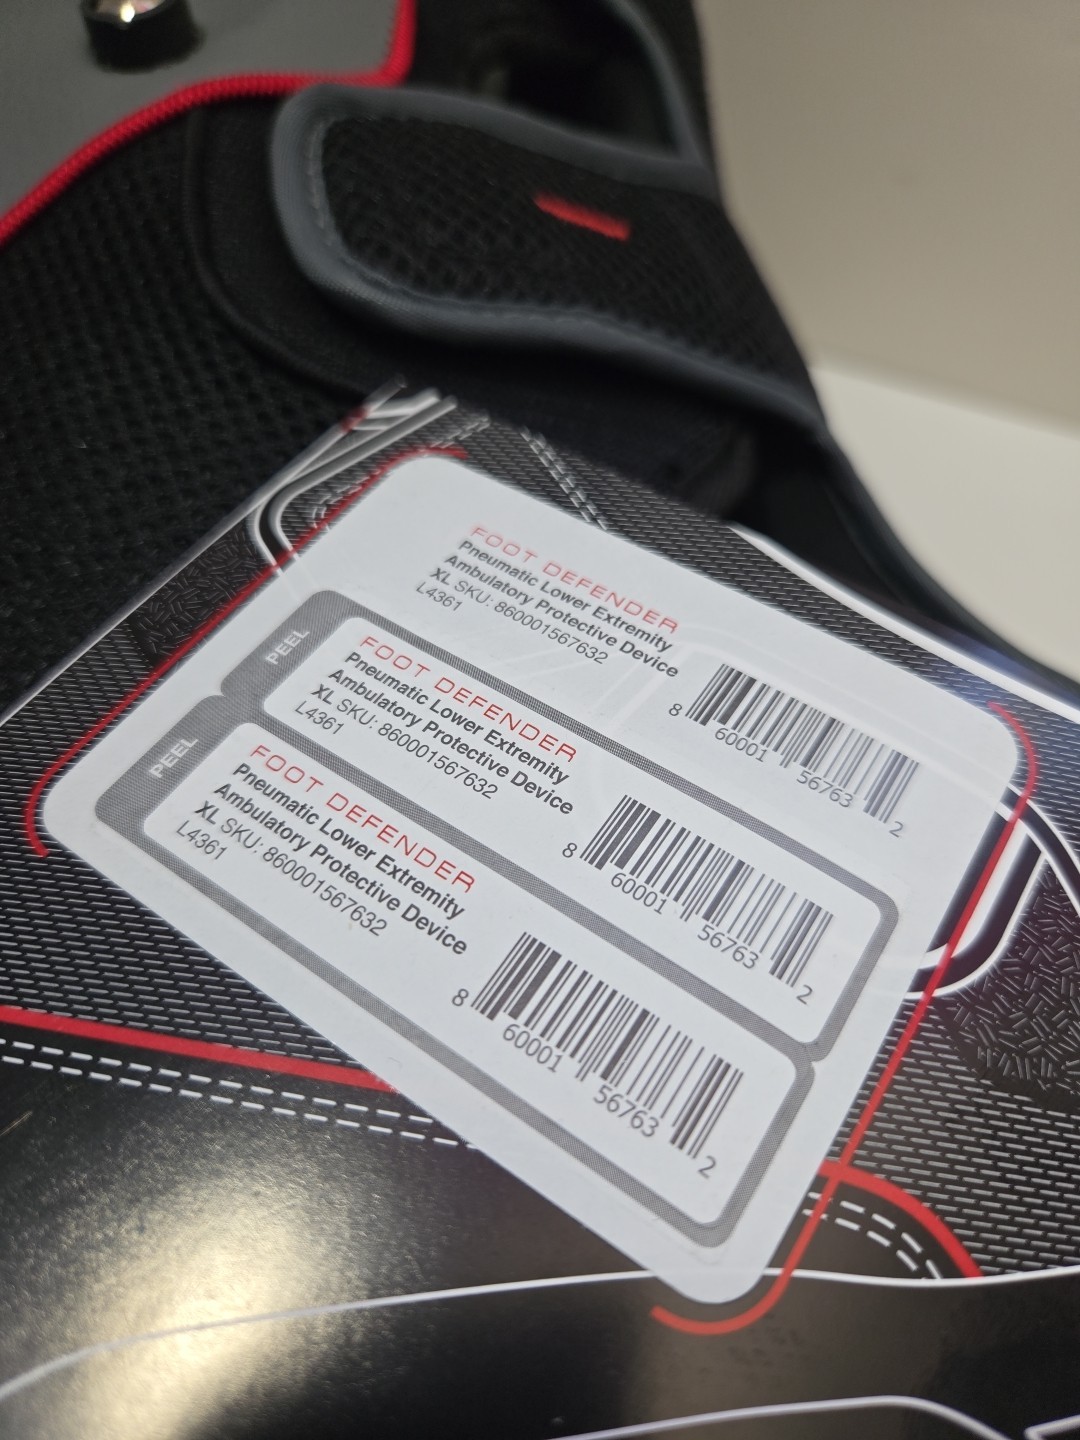 FOOT DEFENDER
Pneumatic Lower Extremity
Ambulatory Protective Device
XL SKU: 860001567632
L4361
8 60001 56763 2
PEEL
FOOT DEFENDER
Pneumatic Lower Extremity
Ambulatory Protective Device
XL SKU: 860001567632
L4361
8 60001 56763 2
PEEL
FOOT DEFENDER
Pneumatic Lower Extremity
Ambulatory Protective Device
XL SKU: 860001567632
L4361
8 60001 56763 2